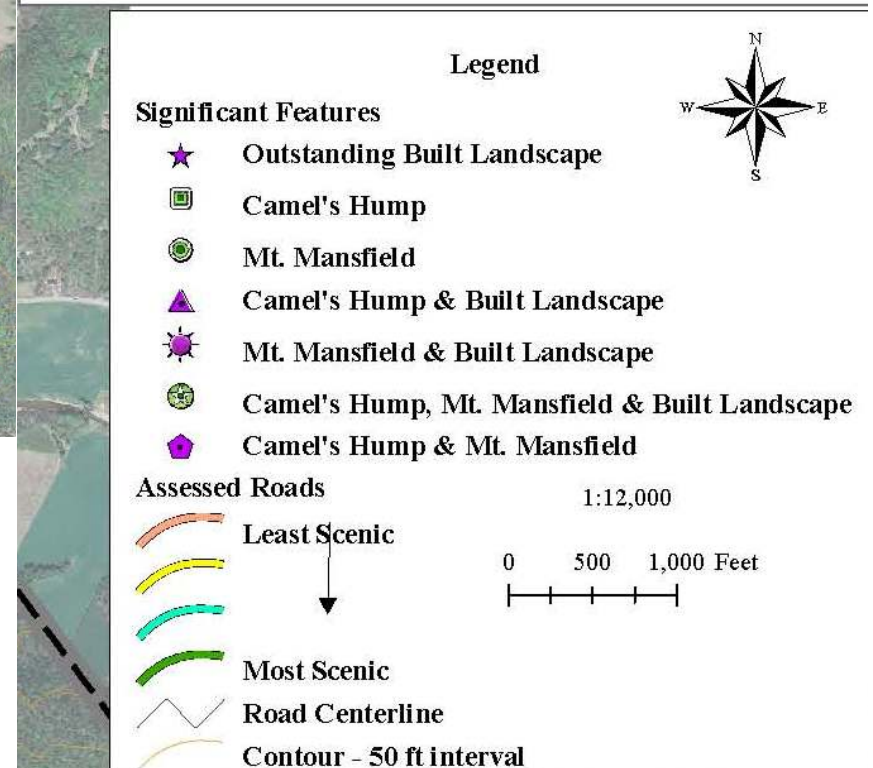 Legend
N
W E
S
Significant Features
Outstanding Built Landscape
Camel's Hump
Mt. Mansfield
Camel's Hump & Built Landscape
Mt. Mansfield & Built Landscape
Camel's Hump, Mt. Mansfield & Built Landscape
Camel's Hump & Mt. Mansfield
Assessed Roads
1:12,000
Least Scenic
0 500 1,000 Feet
Most Scenic
Road Centerline
Contour - 50 ft interval